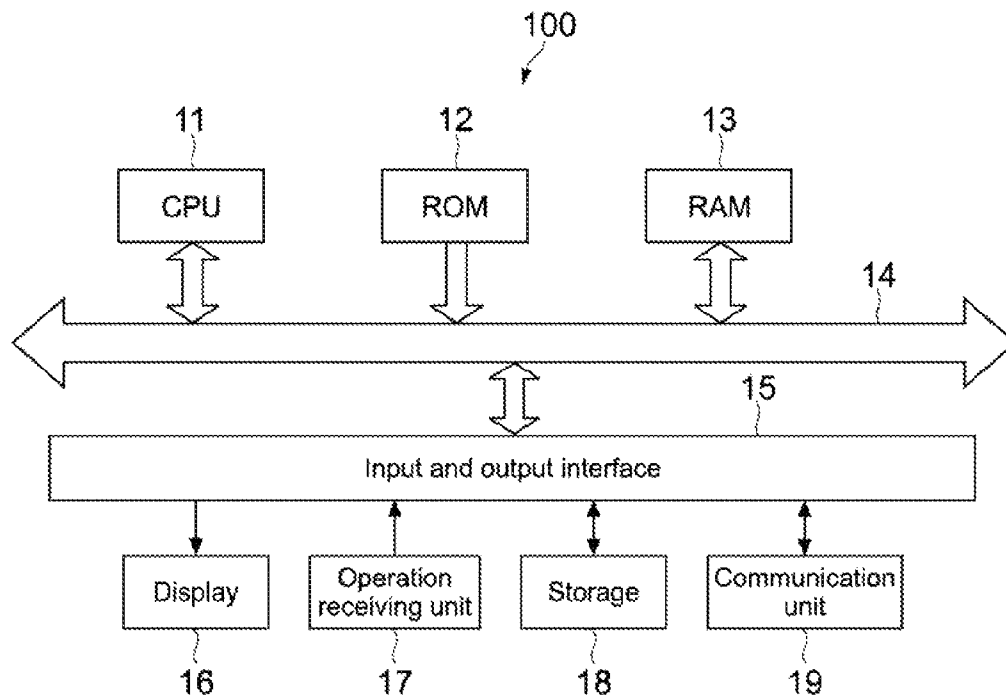 100
11
12
13
CPU
ROM
RAM
14
15
Input and output interface
Display
Operation
receiving unit
Storage
Communication
unit
16
17
18
19